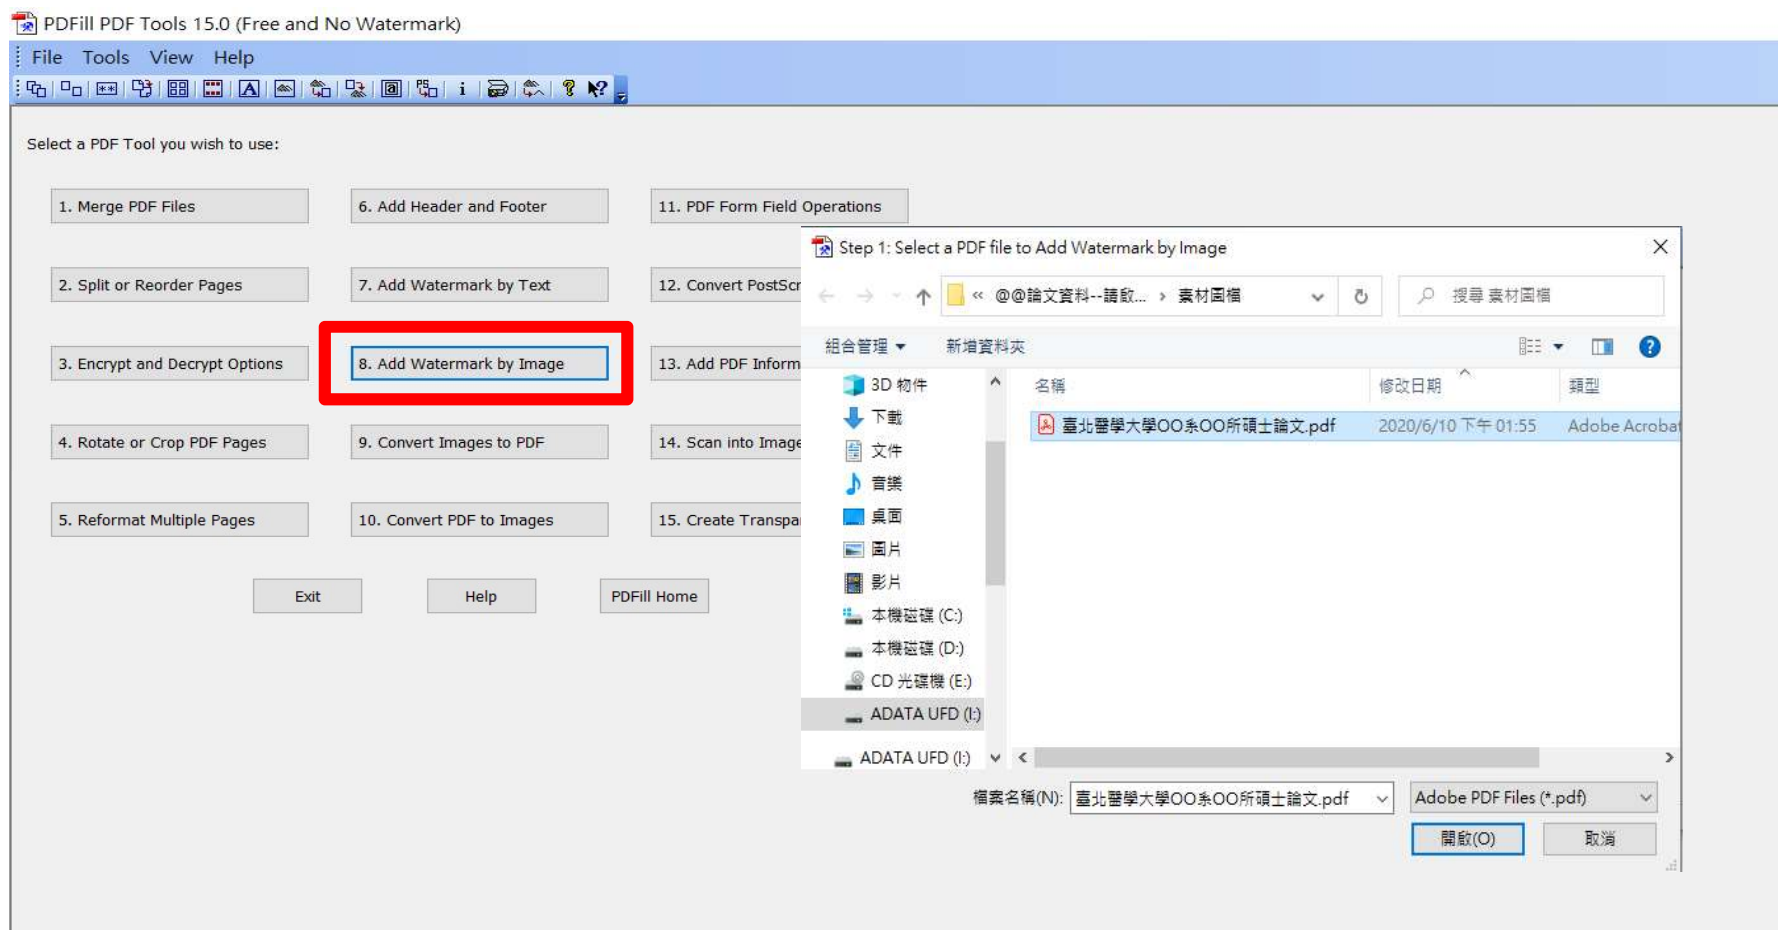 PDFill PDF Tools 15.0 (Free and No Watermark)
File Tools View Help
Select a PDF Tool you wish to use:
1. Merge PDF Files
6. Add Header and Footer
11. PDF Form Field Operations
2. Split or Reorder Pages
7. Add Watermark by Text
12. Convert PostScr
3. Encrypt and Decrypt Options
8. Add Watermark by Image
13. Add PDF Inform
4. Rotate or Crop PDF Pages
9. Convert Images to PDF
14. Scan into Image
5. Reformat Multiple Pages
10. Convert PDF to Images
15. Create Transpa
Exit
Help
PDFill Home
Step 1: Select a PDF file to Add Watermark by Image
« @@論文資料--請啟... › 素材圖檔
搜尋 素材圖檔
組合管理
新增資料夾
名稱 修改日期 類型
臺北醫學大學OO系OO所碩士論文.pdf 2020/6/10 下午 01:55 Adobe Acrobat
3D 物件
下載
文件
音樂
桌面
圖片
影片
本機磁碟 (C:)
本機磁碟 (D:)
CD 光碟機 (E:)
ADATA UFD (I:)
ADATA UFD (I:)
檔案名稱(N): 臺北醫學大學OO系OO所碩士論文.pdf
Adobe PDF Files (*.pdf)
開啟(O)
取消